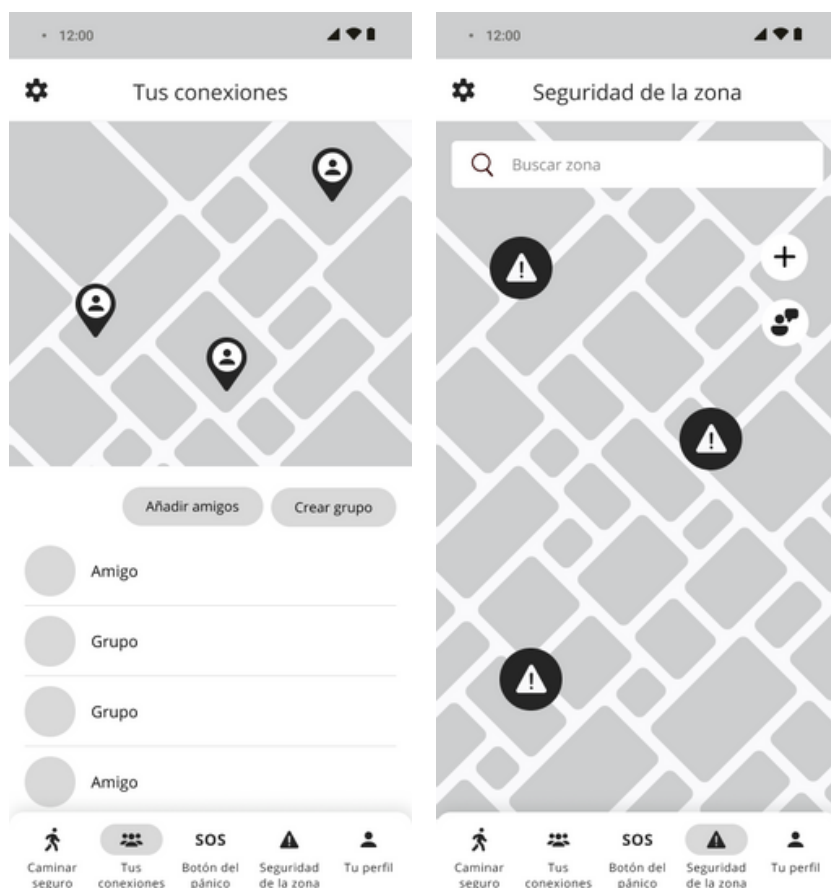 12:00
Tus conexiones
Añadir amigos
Crear grupo
Amigo
Grupo
Grupo
Amigo
Caminar
seguro
Tus
conexiones
SOS
Botón del
pánico
Seguridad
de la zona
Tu perfil
12:00
Seguridad de la zona
Buscar zona
Caminar
seguro
Tus
conexiones
SOS
Botón del
pánico
Seguridad
de la zona
Tu perfil